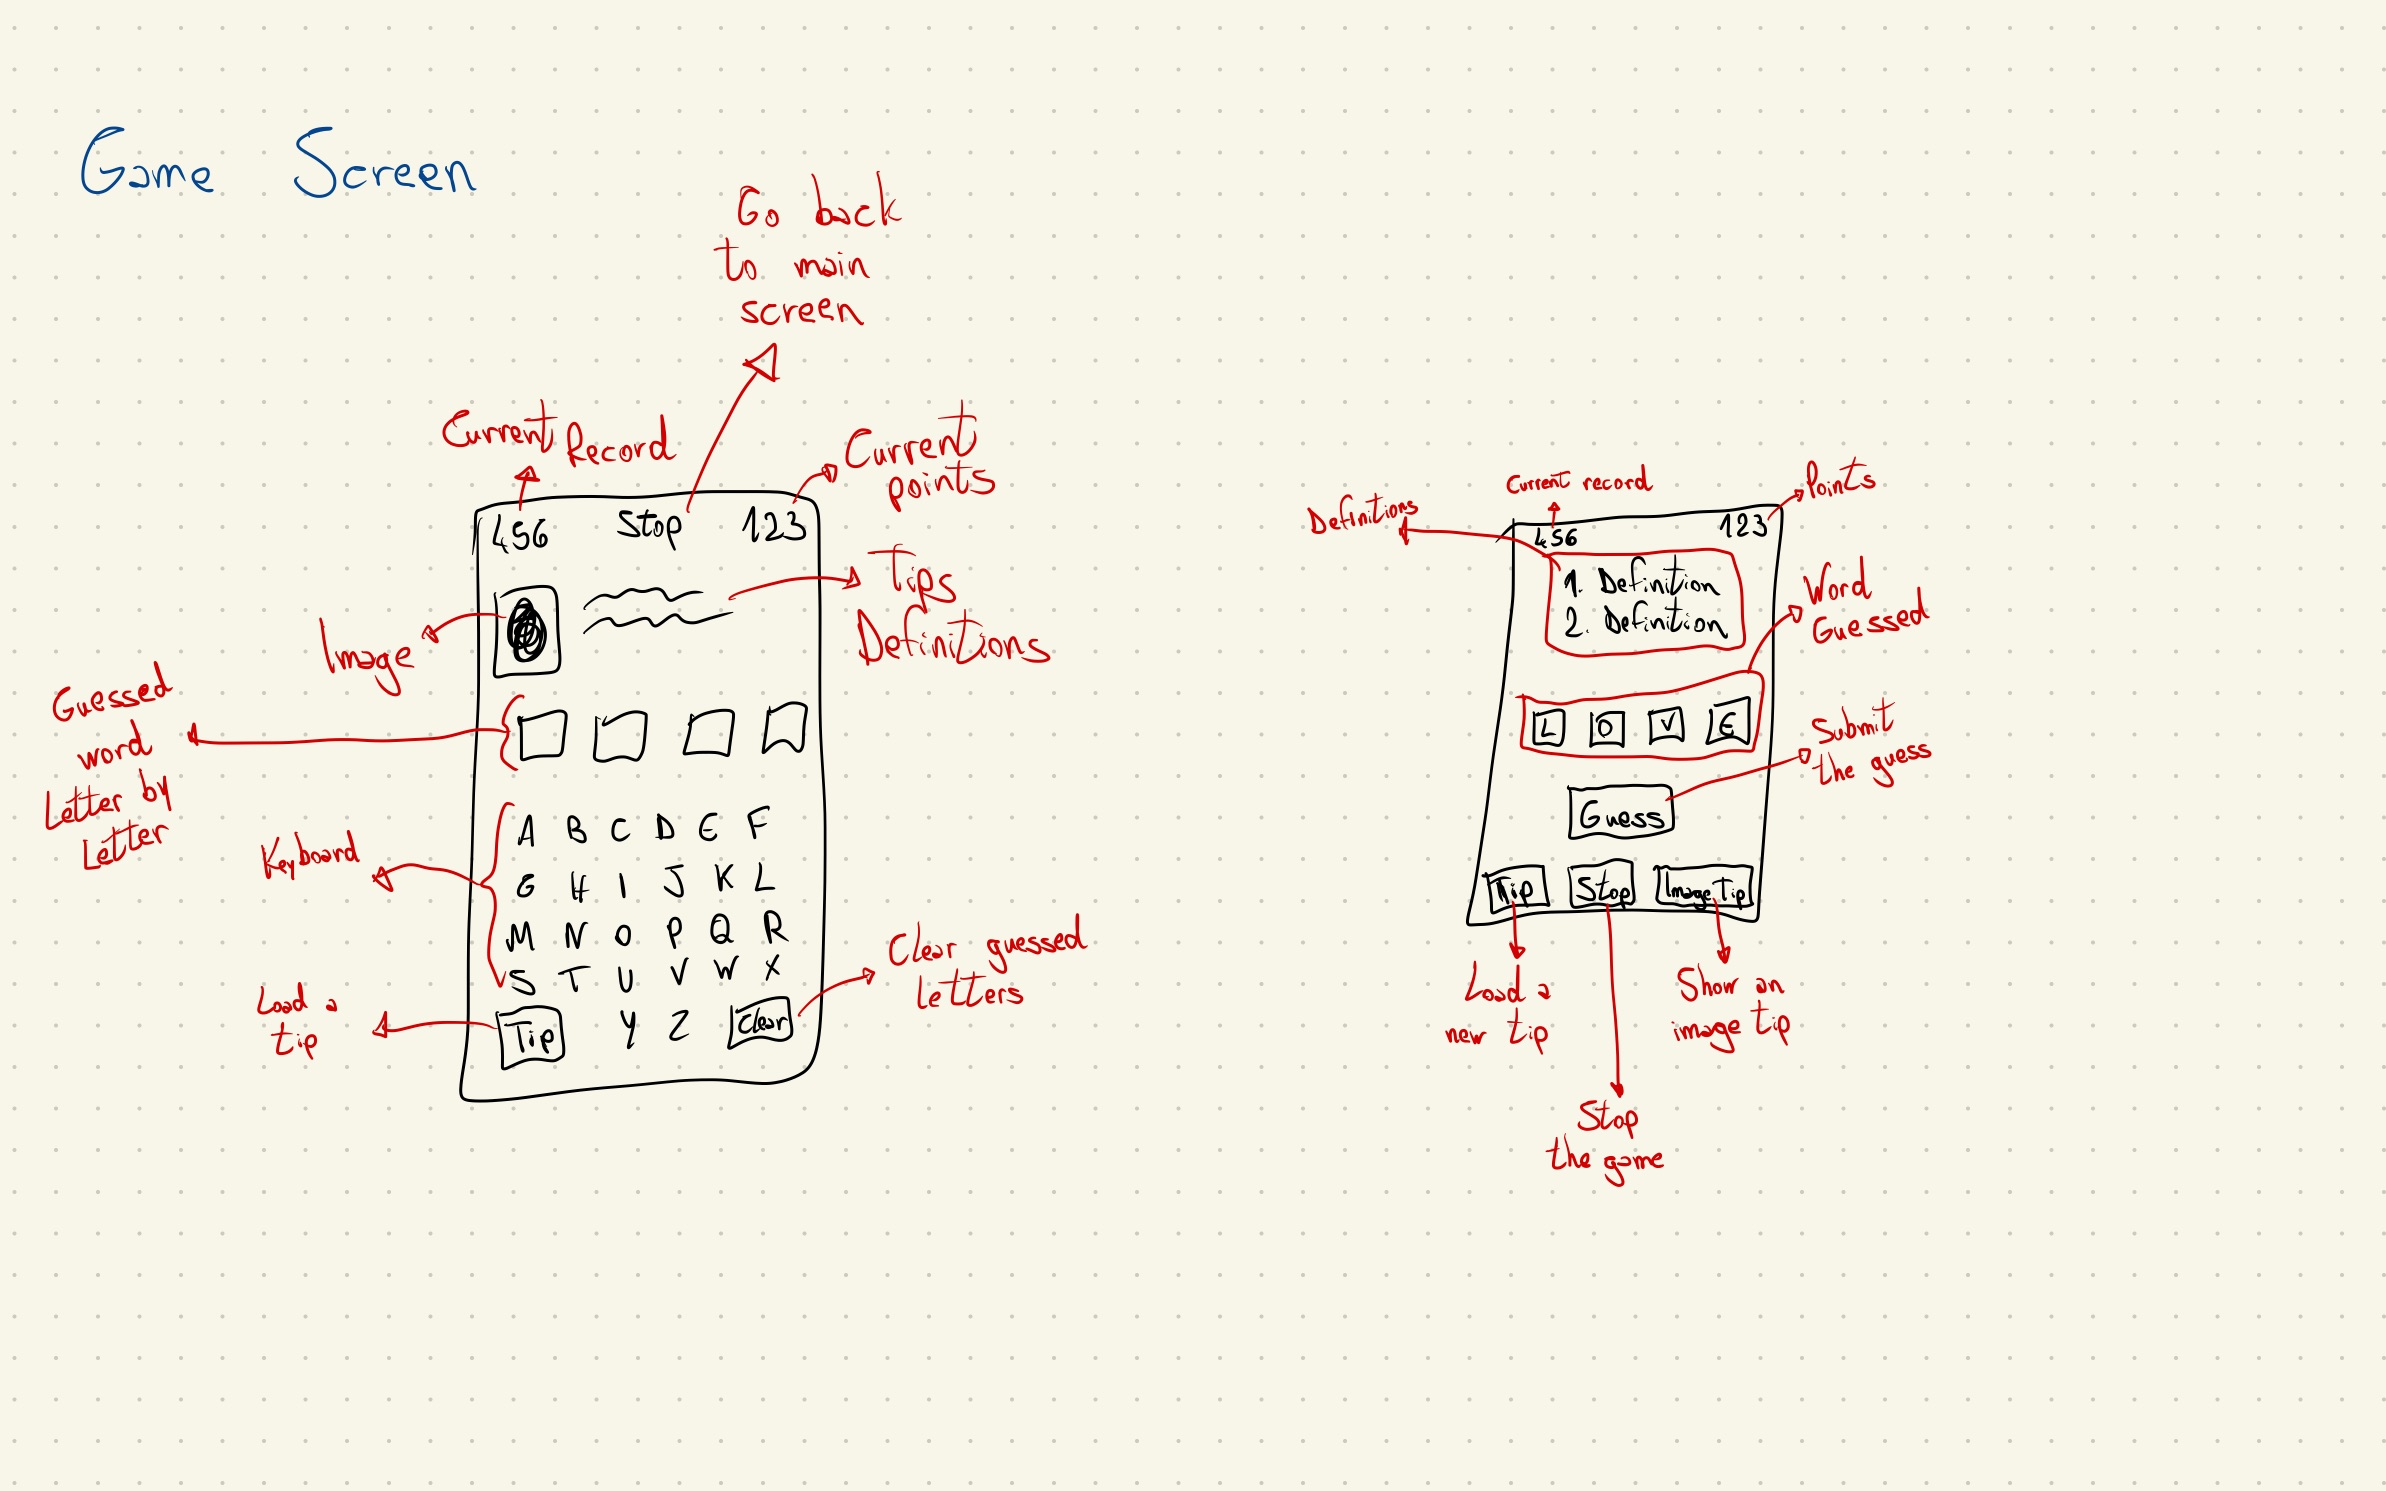 Game Screen
Go back
to main
screen
Current Record
Current
points
456 Stop 123
Image
Tips
Definitions
Guessed
word
Letter by
Letter
Keyboard
A B C D E F
G H I J K L
M N O P Q R
S T U V W X
Tip Y Z Clear
Load a
tip
Clear guessed
letters
Current record
Points
Definitions
456 123
1. Definition
2. Definition
Word
Guessed
L O V E
Submit
the guess
Guess
Tip Stop Image Tip
Load a
new tip
Stop
the game
Show an
image tip